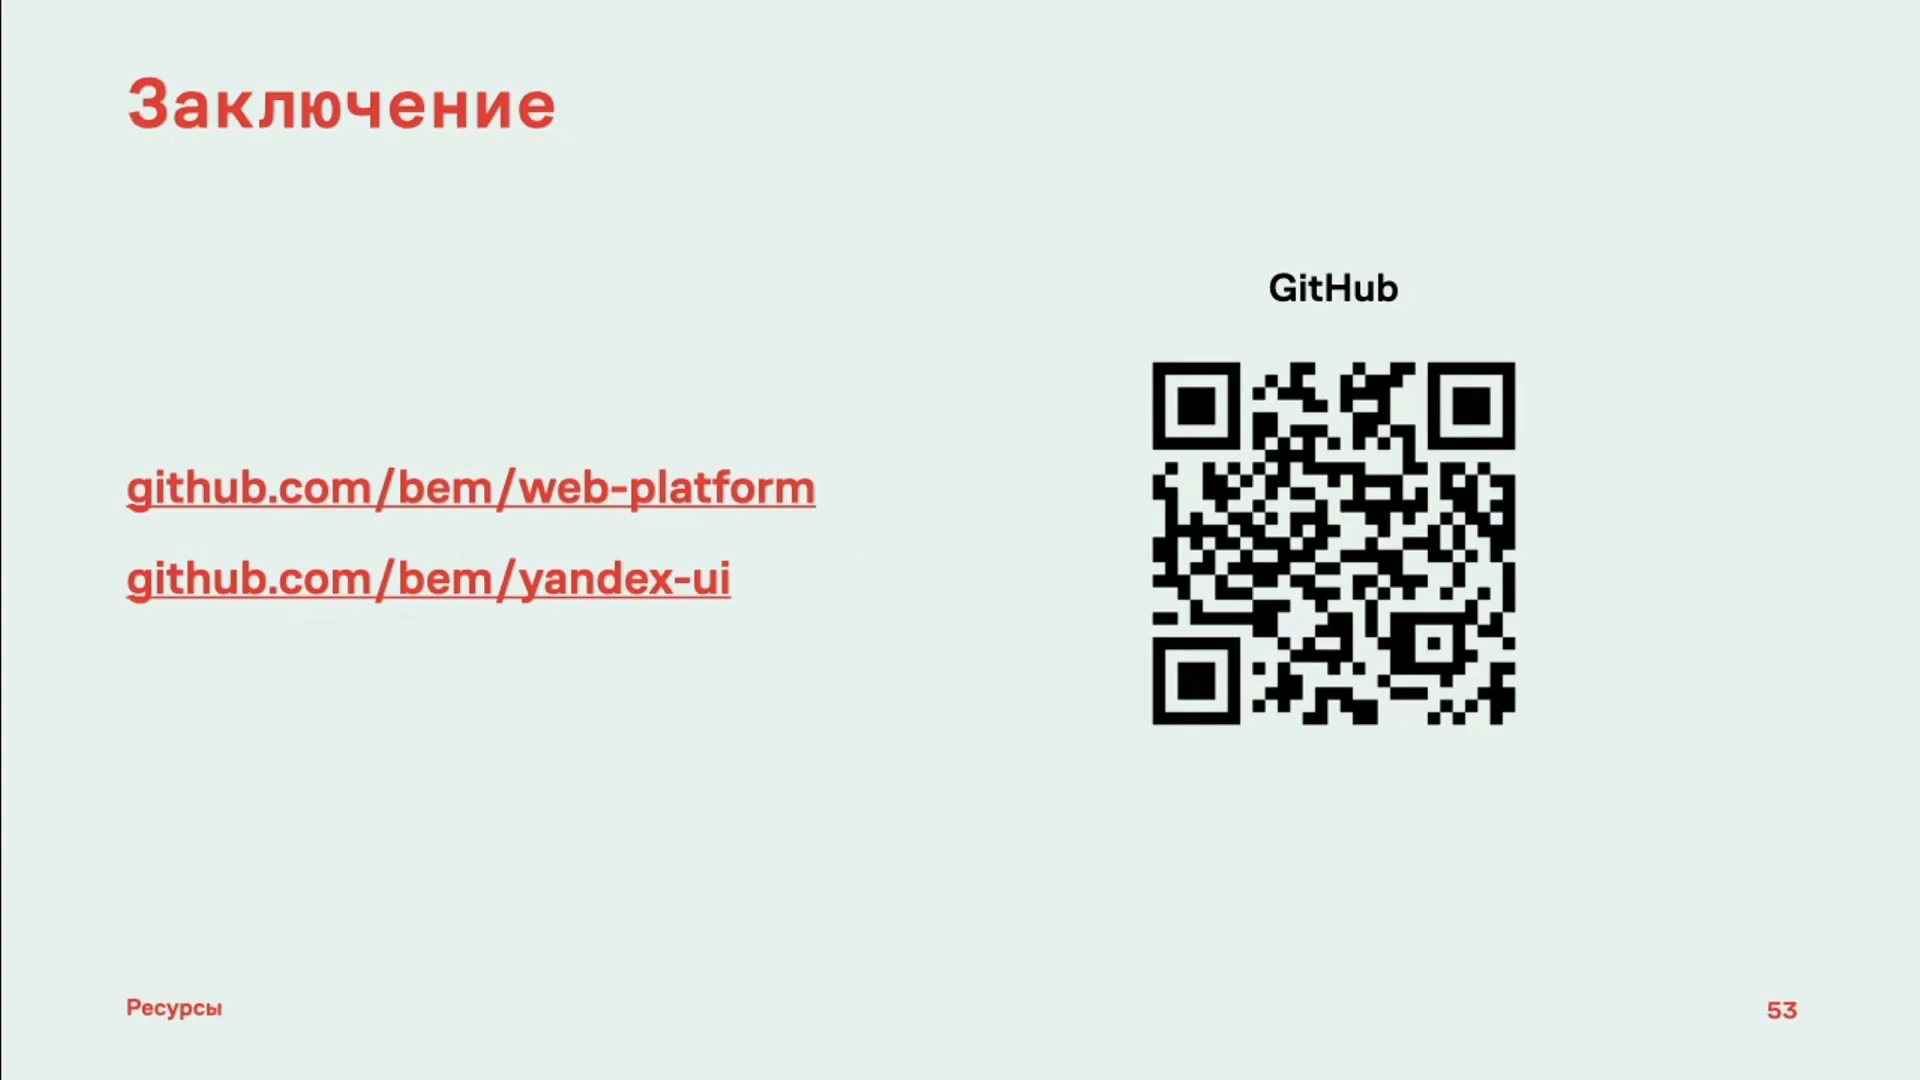 Заключение
GitHub
github.com/bem/web-platform
github.com/bem/yandex-ui
Ресурсы
53